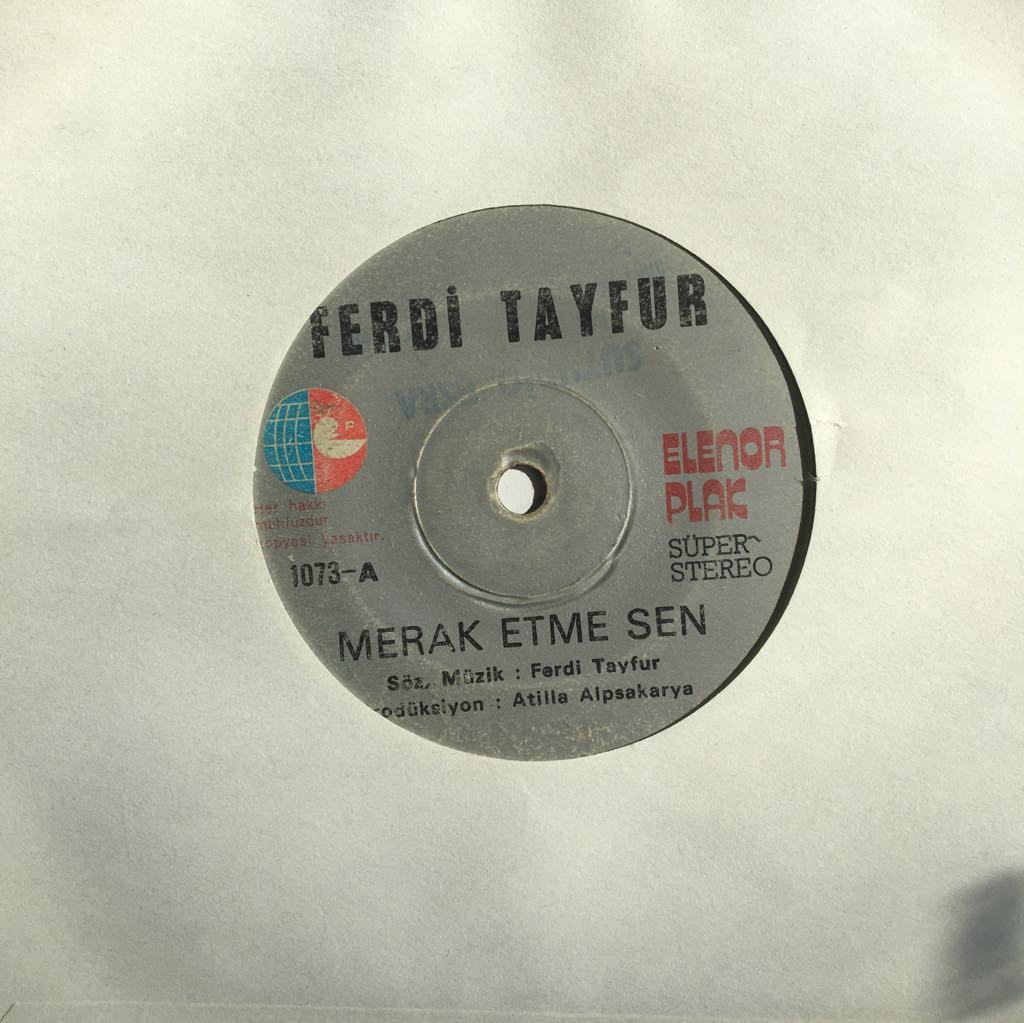 FERDİ TAYFUR
P
Her hakkı
mahfuzdur
kopyesi yasaktır.
1073-A
ELENOR
PLAK
SÜPER-
STEREO
MERAK ETME SEN
Söz, Müzik : Ferdi Tayfur
rodüksiyon : Atilla Alpsakarya